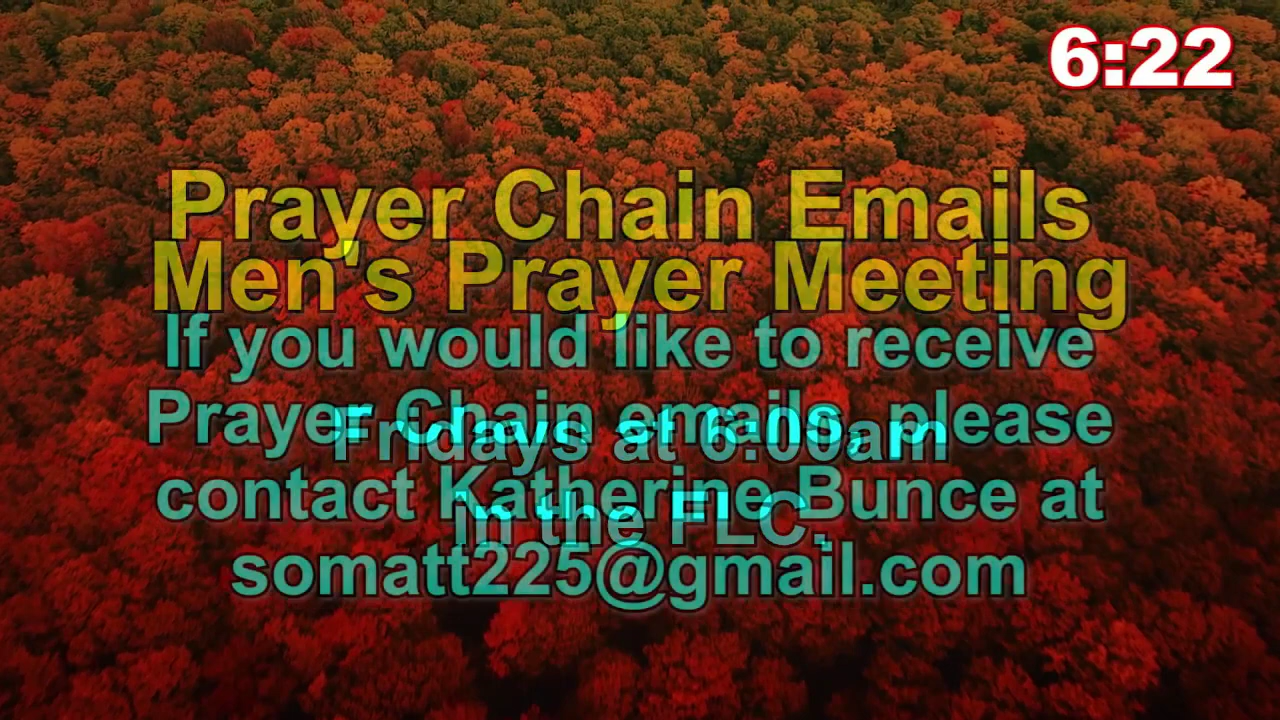 6:22
Prayer Chain Emails
Men's Prayer Meeting
If you would like to receive
Prayer Chain emails, please
Fridays at 6:00am
contact Katherine Bunce at
in the FLC.
somatt225@gmail.com